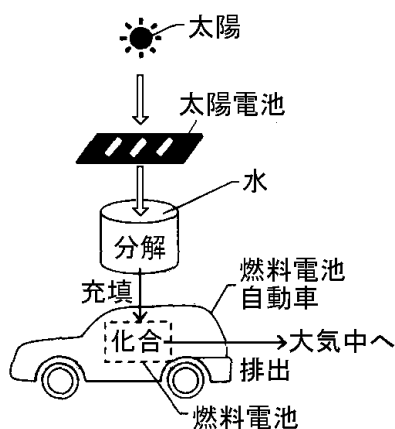 太陽
太陽電池
水
分解
充填
燃料電池
自動車
化合
大気中へ
排出
燃料電池